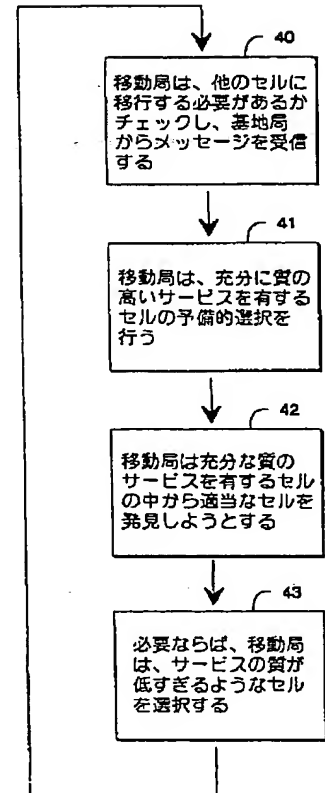 40
移動局は、他のセルに
移行する必要があるか
チェックし、基地局
からメッセージを受信
する
41
移動局は、充分に質の
高いサービスを有する
セルの予備的選択を
行う
42
移動局は充分な質の
サービスを有するセル
の中から適当なセルを
発見しようとする
43
必要ならば、移動局
は、サービスの質が
低すぎるようなセル
を選択する